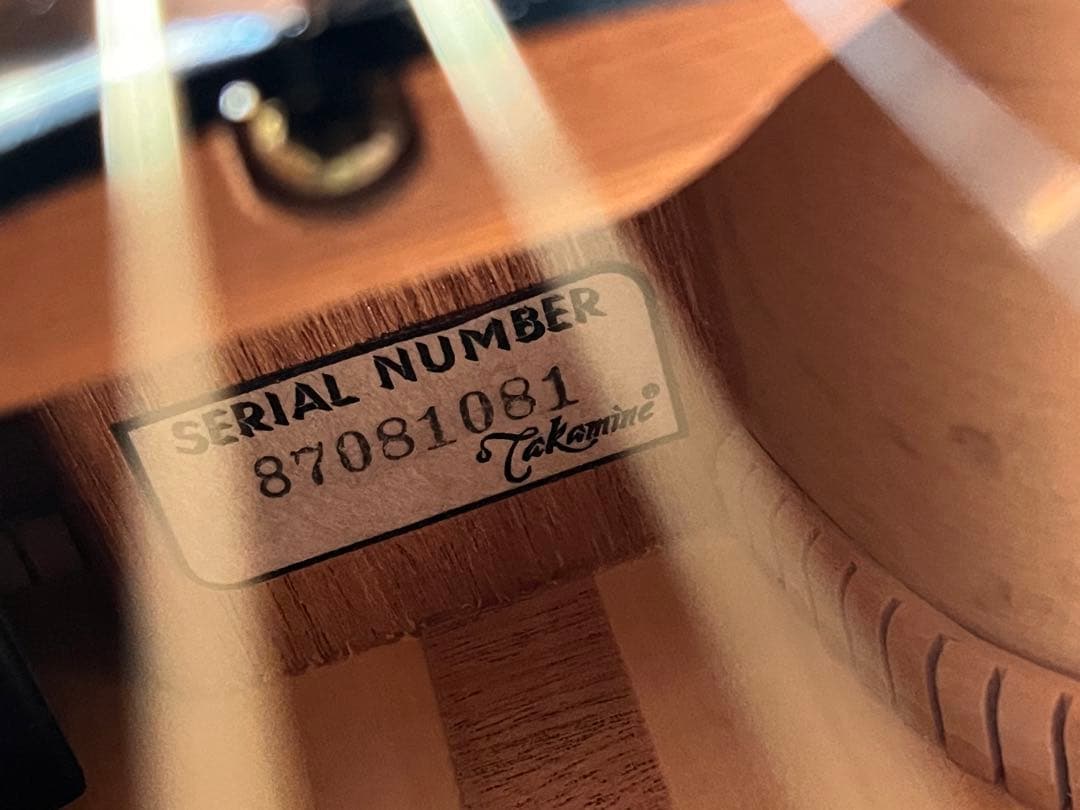 SERIAL NUMBER
87081081
Takamine